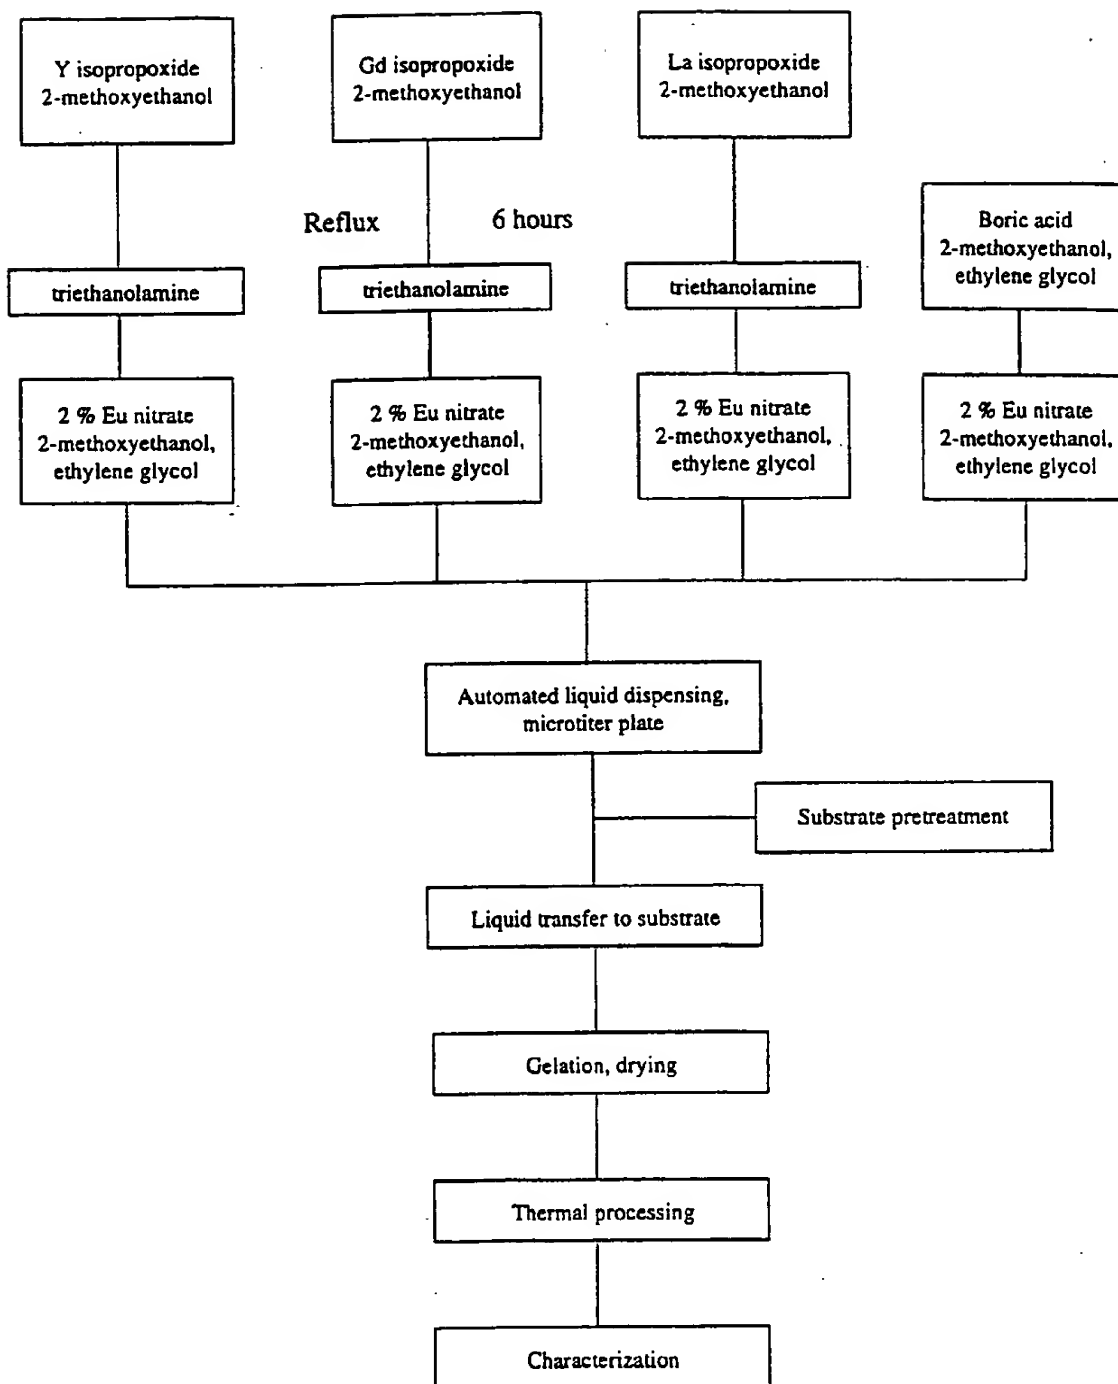 Y isopropoxide
2-methoxyethanol
Gd isopropoxide
2-methoxyethanol
La isopropoxide
2-methoxyethanol
Reflux 6 hours
Boric acid
2-methoxyethanol,
ethylene glycol
triethanolamine
triethanolamine
triethanolamine
2 % Eu nitrate
2-methoxyethanol,
ethylene glycol
2 % Eu nitrate
2-methoxyethanol,
ethylene glycol
2 % Eu nitrate
2-methoxyethanol,
ethylene glycol
2 % Eu nitrate
2-methoxyethanol,
ethylene glycol
Automated liquid dispensing,
microtiter plate
Substrate pretreatment
Liquid transfer to substrate
Gelation, drying
Thermal processing
Characterization